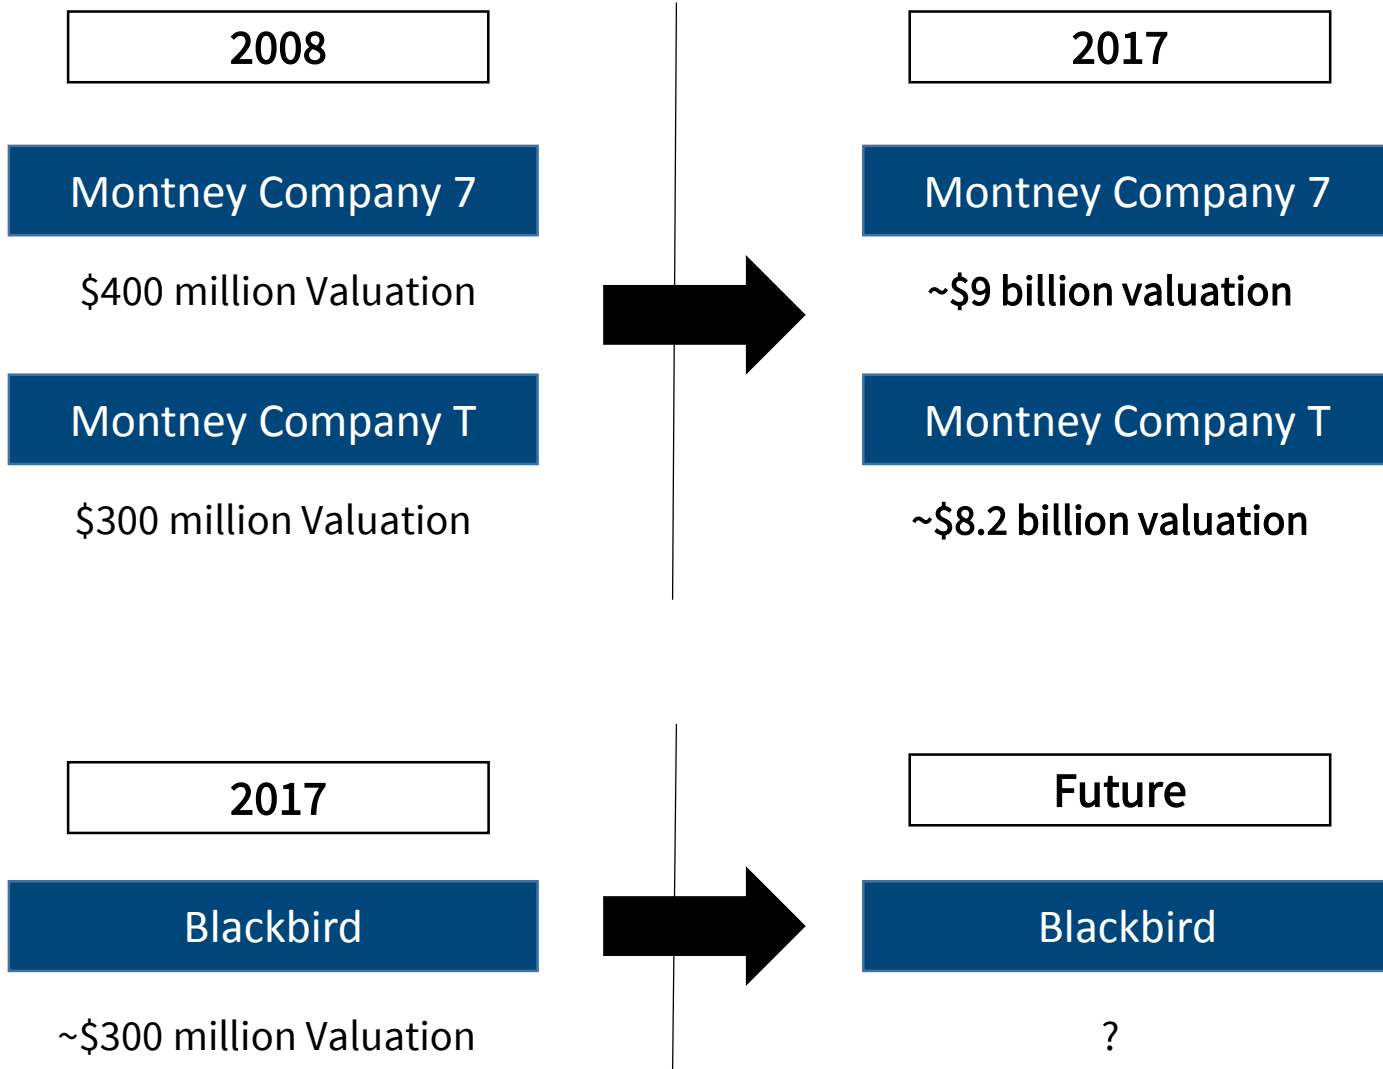 2008
2017
Montney Company 7
Montney Company 7
$400 million Valuation
~$9 billion valuation
Montney Company T
Montney Company T
$300 million Valuation
~$8.2 billion valuation
2017
Future
Blackbird
Blackbird
~$300 million Valuation
?